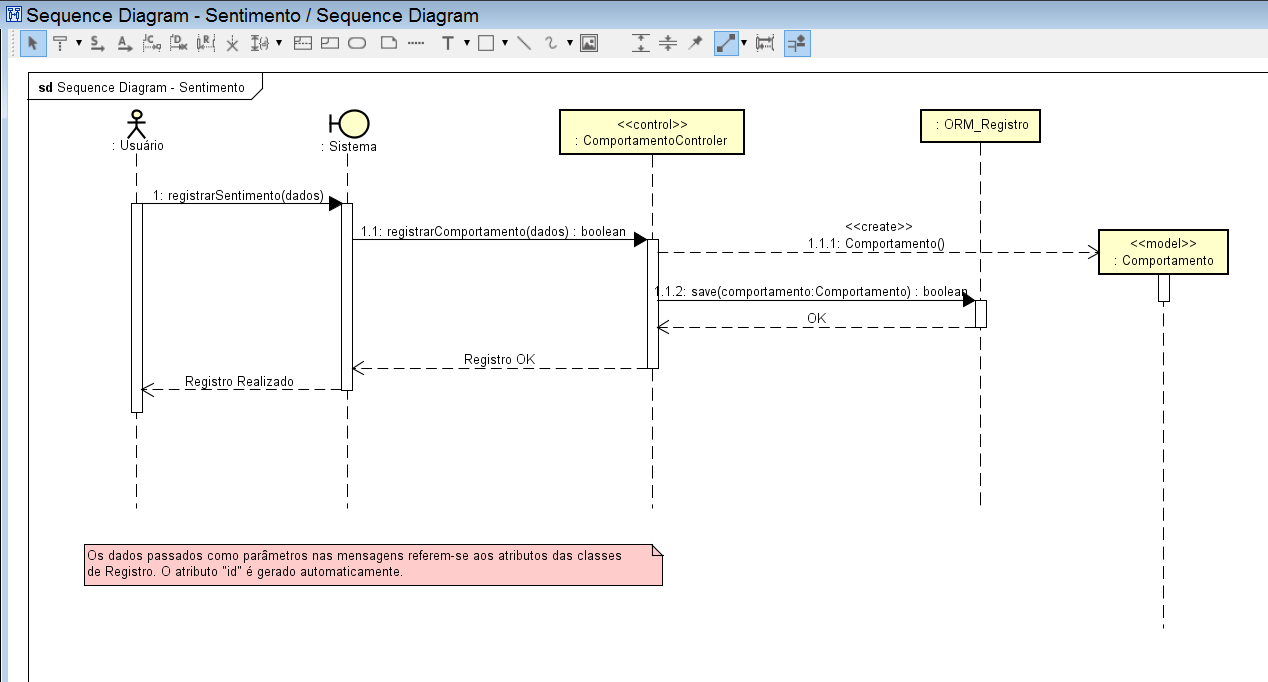 Sequence Diagram - Sentimento / Sequence Diagram
sd Sequence Diagram - Sentimento
: Usuário
: Sistema
<<control>>
: ComportamentoControler
: ORM_Registro
1: registrarSentimento(dados)
1.1: registrarComportamento(dados) : boolean
<<create>>
1.1.1: Comportamento()
<<model>>
: Comportamento
1.1.2: save(comportamento:Comportamento) : boolean
OK
Registro OK
Registro Realizado
Os dados passados como parâmetros nas mensagens referem-se aos atributos das classes
de Registro. O atributo "id" é gerado automaticamente.